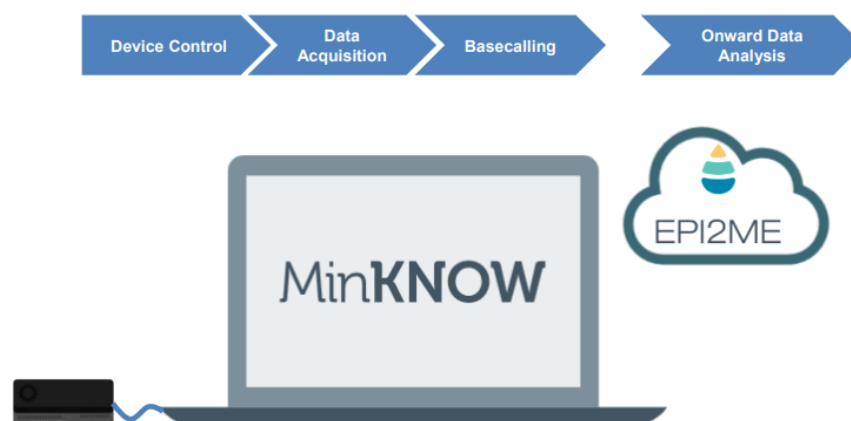 Device Control
Data
Acquisition
Basecalling
Onward Data
Analysis
EPI2ME
MinKNOW